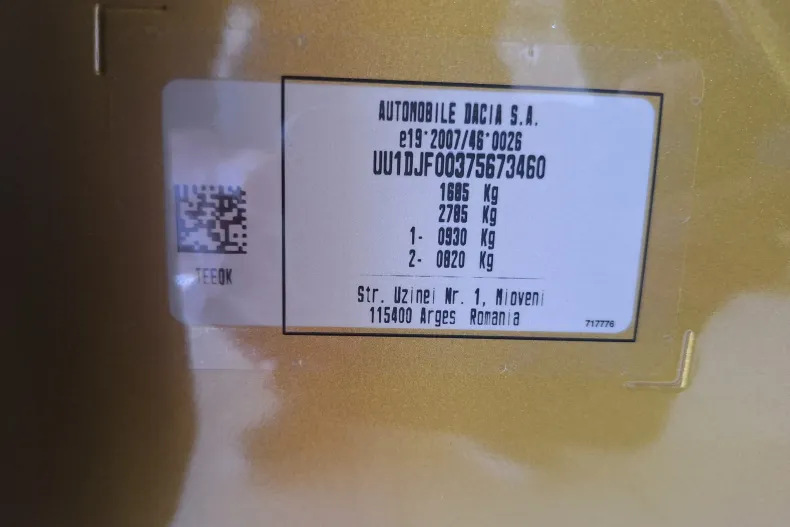 AUTOMOBILE DACIA S.A.
e19*2007/46*0026
UU1DJF00375673460
1685 Kg
2785 Kg
1- 0930 Kg
2- 0820 Kg
TEEQK
Str. Uzinei Nr. 1, Mioveni
115400 Arges Romania
717776